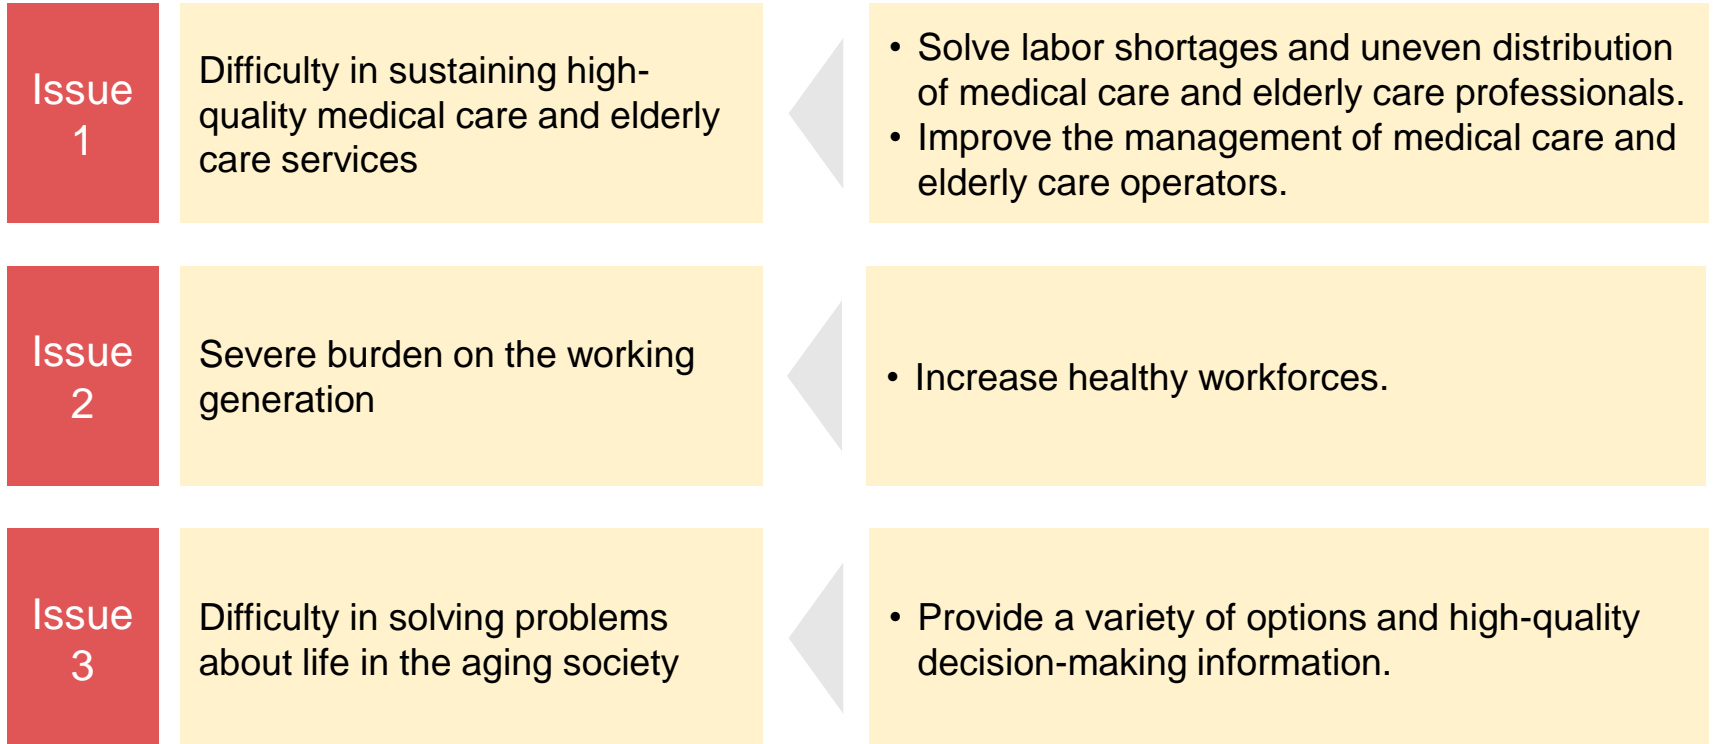 Issue
1
Difficulty in sustaining high-
quality medical care and elderly
care services
• Solve labor shortages and uneven distribution
of medical care and elderly care professionals.
• Improve the management of medical care and
elderly care operators.
Issue
2
Severe burden on the working
generation
• Increase healthy workforces.
Issue
3
Difficulty in solving problems
about life in the aging society
• Provide a variety of options and high-quality
decision-making information.